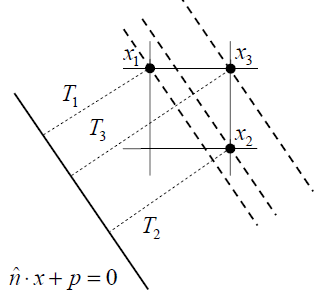 x₁
x₃
T₁
T₃
x₂
T₂
n̂ · x + p = 0